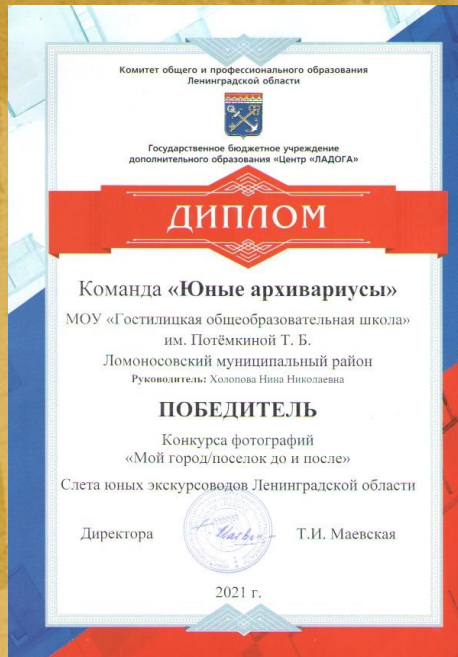 Комитет общего и профессионального образования
Ленинградской области
Государственное бюджетное учреждение
дополнительного образования «Центр «ЛАДОГА»
ДИПЛОМ
Команда «Юные архивариусы»
МОУ «Гостилицкая общеобразовательная школа»
им. Потёмкиной Т. Б.
Ломоносовский муниципальный район
Руководитель: Холопова Нина Николаевна
ПОБЕДИТЕЛЬ
Конкурса фотографий
«Мой город/поселок до и после»
Слета юных экскурсоводов Ленинградской области
Директора
Т.И. Маевская
2021 г.